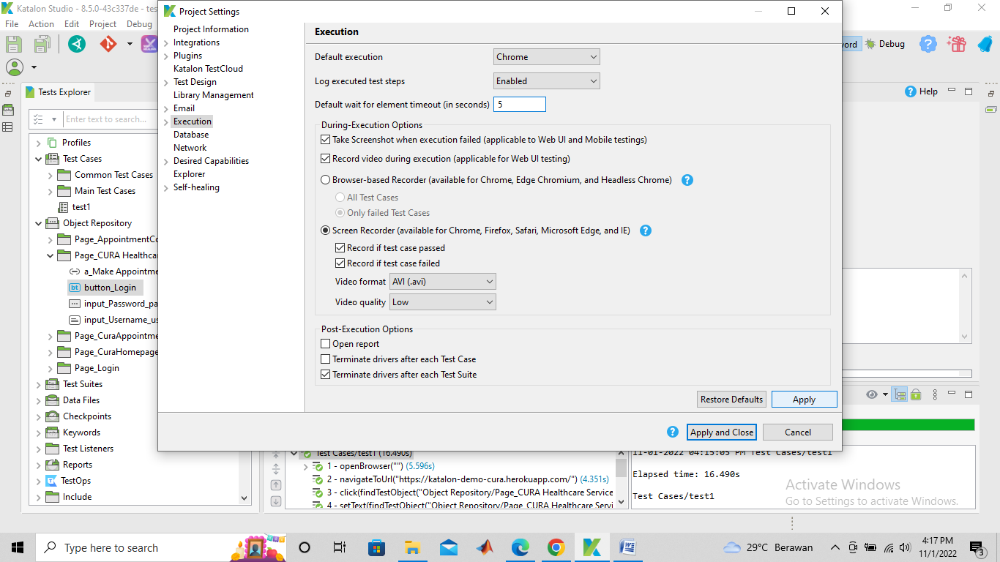 Katalon Studio - 8.5.0-43c337de - tes
File Action Edit Project Debug
Tests Explorer
Enter text to search...
Profiles
Test Cases
Common Test Cases
Main Test Cases
test1
Object Repository
Page_AppointmentCo
Page_CURA Healthcar
a_Make Appointme
bt button_Login
input_Password_pa
input_Username_us
Page_CuraAppointme
Page_CuraHomepage
Page_Login
Test Suites
Data Files
Checkpoints
Keywords
Test Listeners
Reports
TestOps
Include
Project Settings
Project Information
Integrations
Plugins
Katalon TestCloud
Test Design
Library Management
Email
Execution
Database
Network
Desired Capabilities
Explorer
Self-healing
Execution
Default execution Chrome
Log executed test steps Enabled
Default wait for element timeout (in seconds) 5
During-Execution Options
Take Screenshot when execution failed (applicable to Web UI and Mobile testings)
Record video during execution (applicable for Web UI testing)
Browser-based Recorder (available for Chrome, Edge Chromium, and Headless Chrome) ?
All Test Cases
Only failed Test Cases
Screen Recorder (available for Chrome, Firefox, Safari, Microsoft Edge, and IE) ?
Record if test case passed
Record if test case failed
Video format AVI (.avi)
Video quality Low
Post-Execution Options
Open report
Terminate drivers after each Test Case
Terminate drivers after each Test Suite
Restore Defaults Apply
? Apply and Close Cancel
ord Debug ?
? Help
Test Cases/test1 (16.490s)
1 - openBrowser("") (5.596s)
2 - navigateToUrl("https://katalon-demo-cura.herokuapp.com/") (4.351s)
3 - click(findTestObject("Object Repository/Page_CURA Healthcare Service
4 - setText(findTestObject("Object Repository/Page_CURA Healthcare Servi
11-01-2022 04:15:05 PM Test Cases/test1
Elapsed time: 16.490s
Test Cases/test1
Activate Windows
Go to Settings to activate Windows.
Type here to search
29°C Berawan
4:17 PM
11/1/2022
3